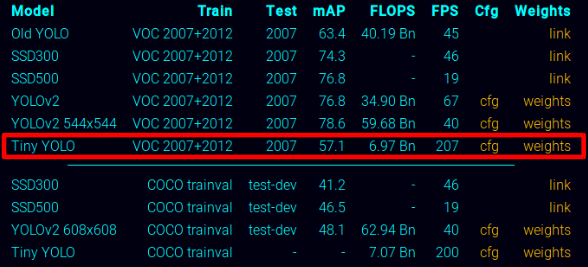 Model Train Test mAP FLOPS FPS Cfg Weights
Old YOLO VOC 2007+2012 2007 63.4 40.19 Bn 45 link
SSD300 VOC 2007+2012 2007 74.3 - 46 link
SSD500 VOC 2007+2012 2007 76.8 - 19 link
YOLOv2 VOC 2007+2012 2007 76.8 34.90 Bn 67 cfg weights
YOLOv2 544x544 VOC 2007+2012 2007 78.6 59.68 Bn 40 cfg weights
Tiny YOLO VOC 2007+2012 2007 57.1 6.97 Bn 207 cfg weights
SSD300 COCO trainval test-dev 41.2 - 46 link
SSD500 COCO trainval test-dev 46.5 - 19 link
YOLOv2 608x608 COCO trainval test-dev 48.1 62.94 Bn 40 cfg weights
Tiny YOLO COCO trainval - - 7.07 Bn 200 cfg weights